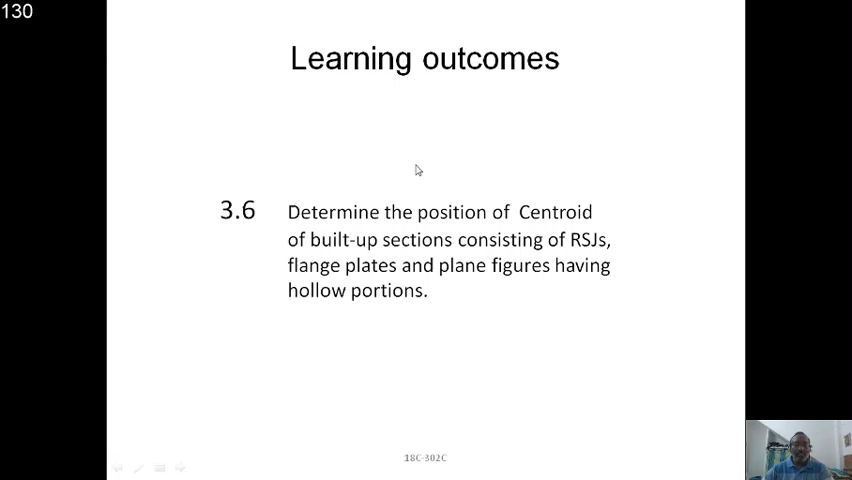 130
Learning outcomes
3.6 Determine the position of Centroid
of built-up sections consisting of RSJs,
flange plates and plane figures having
hollow portions.
18C-302C